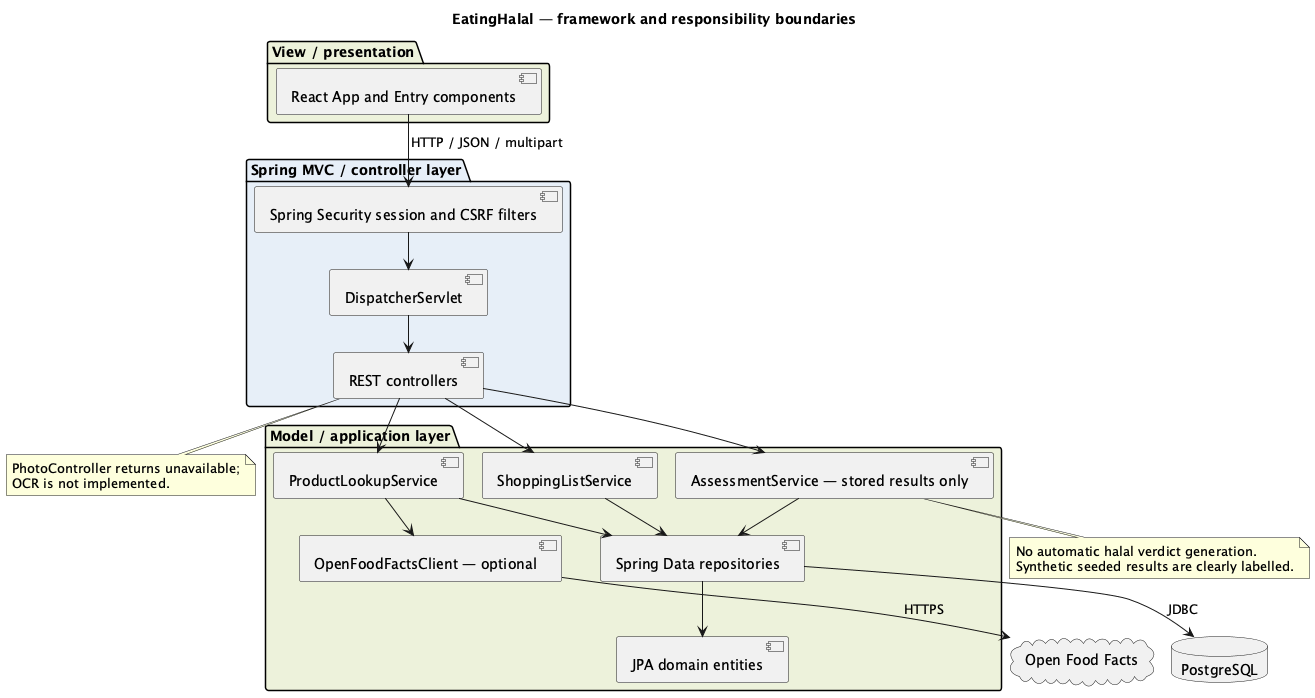 EatingHalal — framework and responsibility boundaries
View / presentation
React App and Entry components
HTTP / JSON / multipart
Spring MVC / controller layer
Spring Security session and CSRF filters
DispatcherServlet
REST controllers
PhotoController returns unavailable;
OCR is not implemented.
Model / application layer
ProductLookupService
ShoppingListService
AssessmentService — stored results only
OpenFoodFactsClient — optional
Spring Data repositories
No automatic halal verdict generation.
Synthetic seeded results are clearly labelled.
HTTPS
JDBC
JPA domain entities
Open Food Facts
PostgreSQL